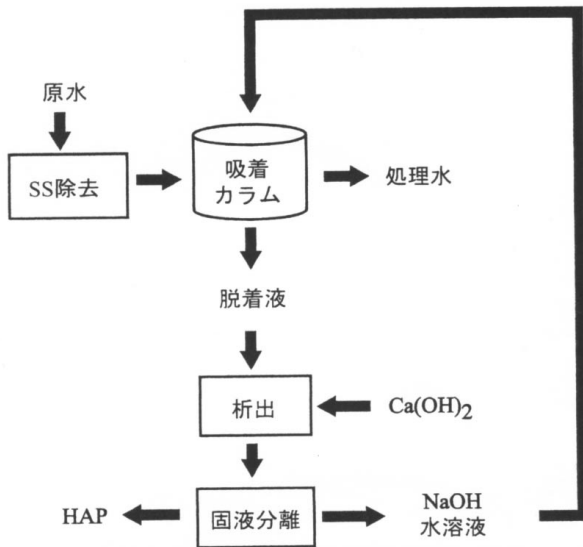 原水
SS除去
吸着
カラム
処理水
脱着液
析出
Ca(OH)2
HAP
固液分離
NaOH
水溶液